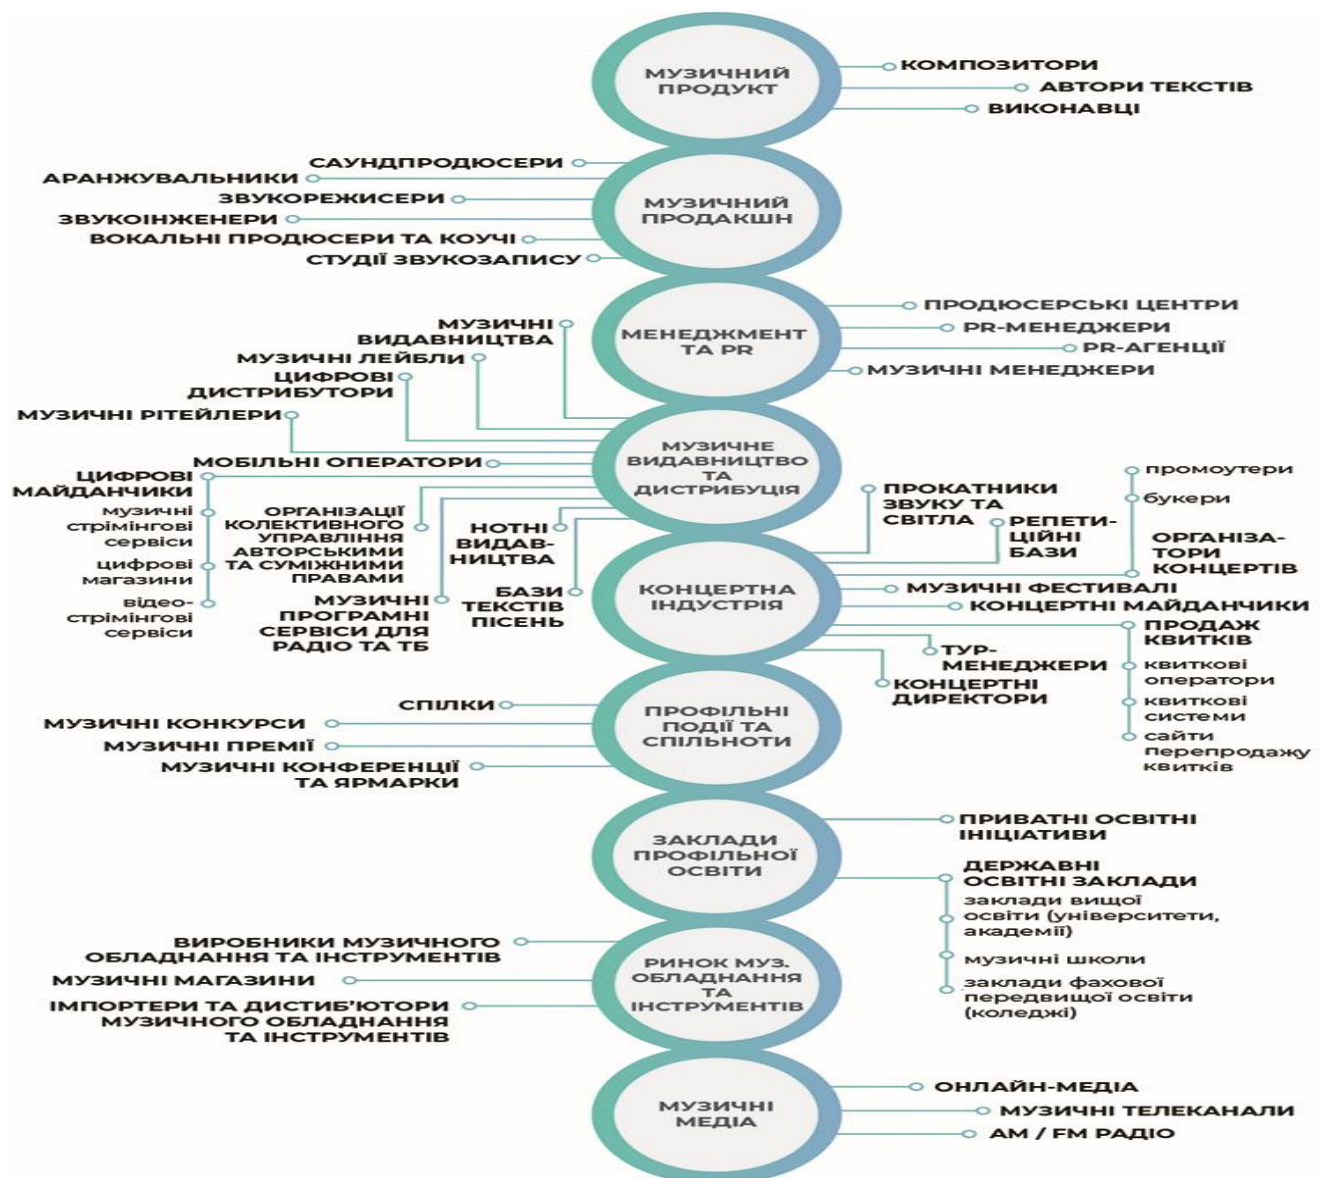 МУЗИЧНИЙ
ПРОДУКТ
КОМПОЗИТОРИ
АВТОРИ ТЕКСТІВ
ВИКОНАВЦІ
САУНДПРОДЮСЕРИ
АРАНЖУВАЛЬНИКИ
ЗВУКОРЕЖИСЕРИ
ЗВУКОІНЖЕНЕРИ
ВОКАЛЬНІ ПРОДЮСЕРИ ТА КОУЧІ
СТУДІЇ ЗВУКОЗАПИСУ
МУЗИЧНИЙ
ПРОДАКШН
МЕНЕДЖМЕНТ
ТА PR
ПРОДЮСЕРСЬКІ ЦЕНТРИ
PR-МЕНЕДЖЕРИ
PR-АГЕНЦІЇ
МУЗИЧНІ МЕНЕДЖЕРИ
МУЗИЧНІ
ВИДАВНИЦТВА
МУЗИЧНІ ЛЕЙБЛИ
ЦИФРОВІ
ДИСТРИБУТОРИ
МУЗИЧНІ РІТЕЙЛЕРИ
МОБІЛЬНІ ОПЕРАТОРИ
ЦИФРОВІ
МАЙДАНЧИКИ
музичні
стрімінгові
сервіси
цифрові
магазини
відео-
стрімінгові
сервіси
ОРГАНІЗАЦІЇ
КОЛЕКТИВНОГО
УПРАВЛІННЯ
АВТОРСЬКИМИ
ТА СУМІЖНИМИ
ПРАВАМИ
МУЗИЧНІ
ПРОГРАМНІ
СЕРВІСИ ДЛЯ
РАДІО ТА ТБ
НОТНІ
ВИДАВ-
НИЦТВА
БАЗИ
ТЕКСТІВ
ПІСЕНЬ
МУЗИЧНЕ
ВИДАВНИЦТВО
ТА
ДИСТРИБУЦІЯ
КОНЦЕРТНА
ІНДУСТРІЯ
ПРОКАТНИКИ
ЗВУКУ ТА
СВІТЛА
РЕПЕТИ-
ЦІЙНІ
БАЗИ
промоутери
букери
ОРГАНІЗА-
ТОРИ
КОНЦЕРТІВ
МУЗИЧНІ ФЕСТИВАЛІ
КОНЦЕРТНІ МАЙДАНЧИКИ
ПРОДАЖ
КВИТКІВ
квиткові
оператори
квиткові
системи
сайти
перепродажу
квитків
ТУР-
МЕНЕДЖЕРИ
КОНЦЕРТНІ
ДИРЕКТОРИ
СПІЛКИ
МУЗИЧНІ КОНКУРСИ
МУЗИЧНІ ПРЕМІЇ
МУЗИЧНІ КОНФЕРЕНЦІЇ
ТА ЯРМАРКИ
ПРОФІЛЬНІ
ПОДІЇ ТА
СПІЛЬНОТИ
ЗАКЛАДИ
ПРОФІЛЬНОЇ
ОСВІТИ
ПРИВАТНІ ОСВІТНІ
ІНІЦІАТИВИ
ДЕРЖАВНІ
ОСВІТНІ ЗАКЛАДИ
заклади вищої
освіти (університети,
академії)
музичні школи
заклади фахової
передвищої освіти
(коледжі)
ВИРОБНИКИ МУЗИЧНОГО
ОБЛАДНАННЯ ТА ІНСТРУМЕНТІВ
МУЗИЧНІ МАГАЗИНИ
ІМПОРТЕРИ ТА ДИСТИБ'ЮТОРИ
МУЗИЧНОГО ОБЛАДНАННЯ
ТА ІНСТРУМЕНТІВ
РИНОК МУЗ.
ОБЛАДНАННЯ
ТА
ІНСТРУМЕНТІВ
МУЗИЧНІ
МЕДІА
ОНЛАЙН-МЕДІА
МУЗИЧНІ ТЕЛЕКАНАЛИ
AM / FM РАДІО